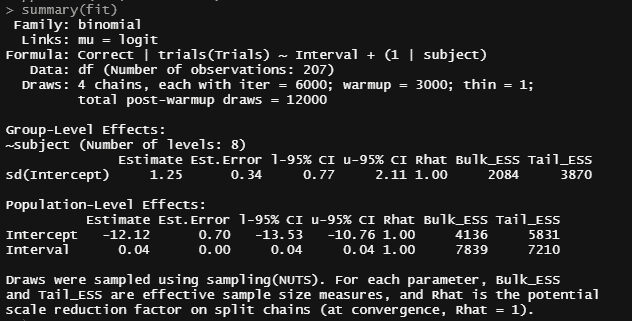 > summary(fit)
Family: binomial
Links: mu = logit
Formula: Correct | trials(Trials) ~ Interval + (1 | subject)
Data: df (Number of observations: 207)
Draws: 4 chains, each with iter = 6000; warmup = 3000; thin = 1;
total post-warmup draws = 12000

Group-Level Effects:
~subject (Number of levels: 8)
Estimate Est.Error l-95% CI u-95% CI Rhat Bulk_ESS Tail_ESS
sd(Intercept) 1.25 0.34 0.77 2.11 1.00 2084 3870

Population-Level Effects:
Estimate Est.Error l-95% CI u-95% CI Rhat Bulk_ESS Tail_ESS
Intercept -12.12 0.70 -13.53 -10.76 1.00 4136 5831
Interval 0.04 0.00 0.04 0.04 1.00 7839 7210

Draws were sampled using sampling(NUTS). For each parameter, Bulk_ESS
and Tail_ESS are effective sample size measures, and Rhat is the potential
scale reduction factor on split chains (at convergence, Rhat = 1).